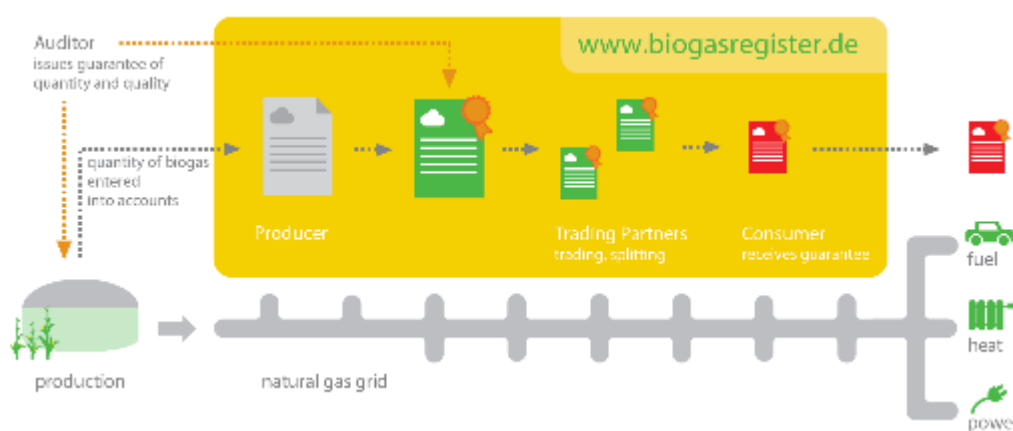 Auditor
issues guarantee of
quantity and quality
www.biogasregister.de
quantity of biogas
entered
into accounts
Producer
Trading Partners
trading, splitting
Consumer
receives guarantee
fuel
heat
powe
production
natural gas grid